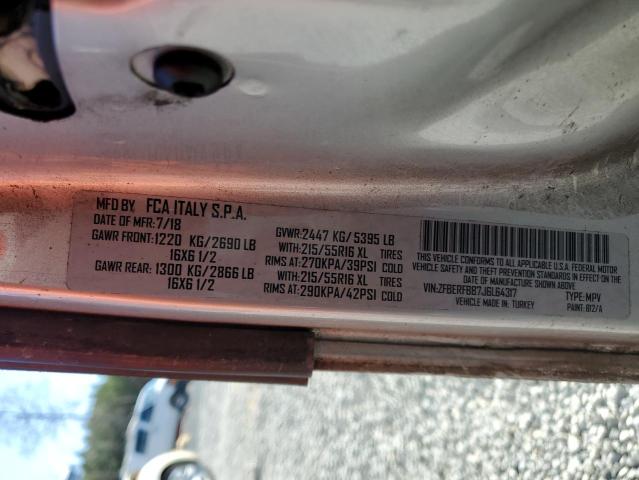 MFD BY FCA ITALY S.P.A.
DATE OF MFR: 7/18 GVWR: 2447 KG/5395 LB
GAWR FRONT: 1220 KG/2690 LB WITH: 215/55R16 XL TIRES
16X6 1/2 RIMS AT: 270KPA/39PSI COLD
GAWR REAR: 1300 KG/2866 LB WITH: 215/55R16 XL TIRES
16X6 1/2 RIMS AT: 290KPA/42PSI COLD
THIS VEHICLE CONFORMS TO ALL APPLICABLE U.S.A. FEDERAL MOTOR
VEHICLE SAFETY STANDARDS IN EFFECT ON THE DATE OF MANUFACTURE SHOWN ABOVE.
VIN: ZFBERFBB7J6L64317 TYPE: MPV
VEHICLE MADE IN: TURKEY PAINT: 612/A